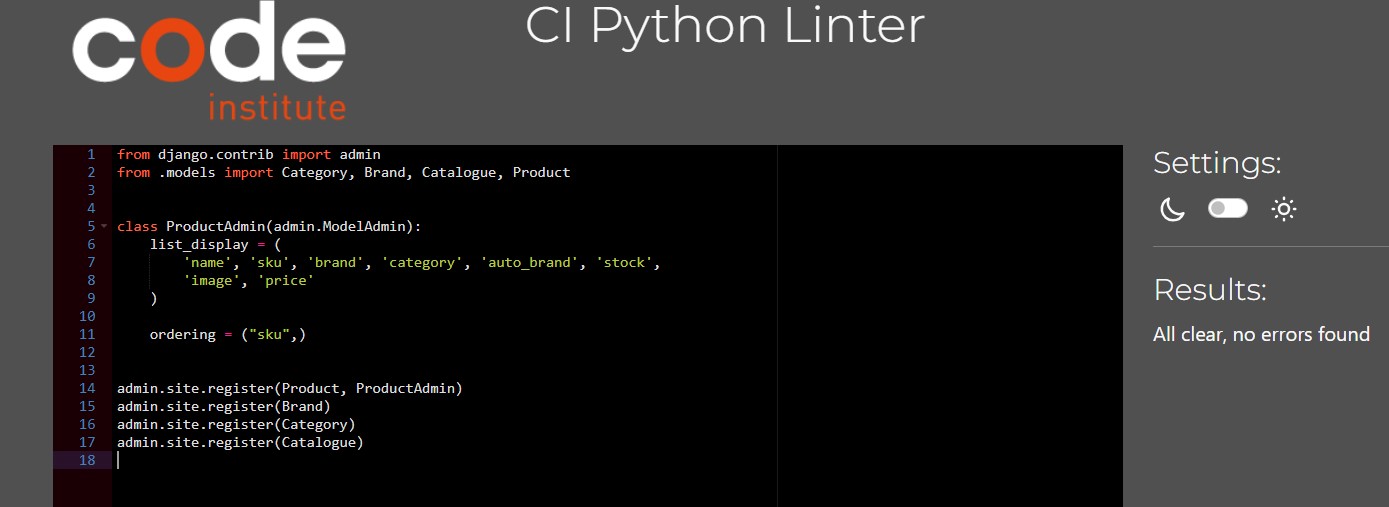 code
institute
CI Python Linter
1 from django.contrib import admin
2 from .models import Category, Brand, Catalogue, Product
3
4
5 class ProductAdmin(admin.ModelAdmin):
6     list_display = (
7         'name', 'sku', 'brand', 'category', 'auto_brand', 'stock',
8         'image', 'price'
9     )
10
11     ordering = ("sku",)
12
13
14 admin.site.register(Product, ProductAdmin)
15 admin.site.register(Brand)
16 admin.site.register(Category)
17 admin.site.register(Catalogue)
18
Settings:
Results:
All clear, no errors found